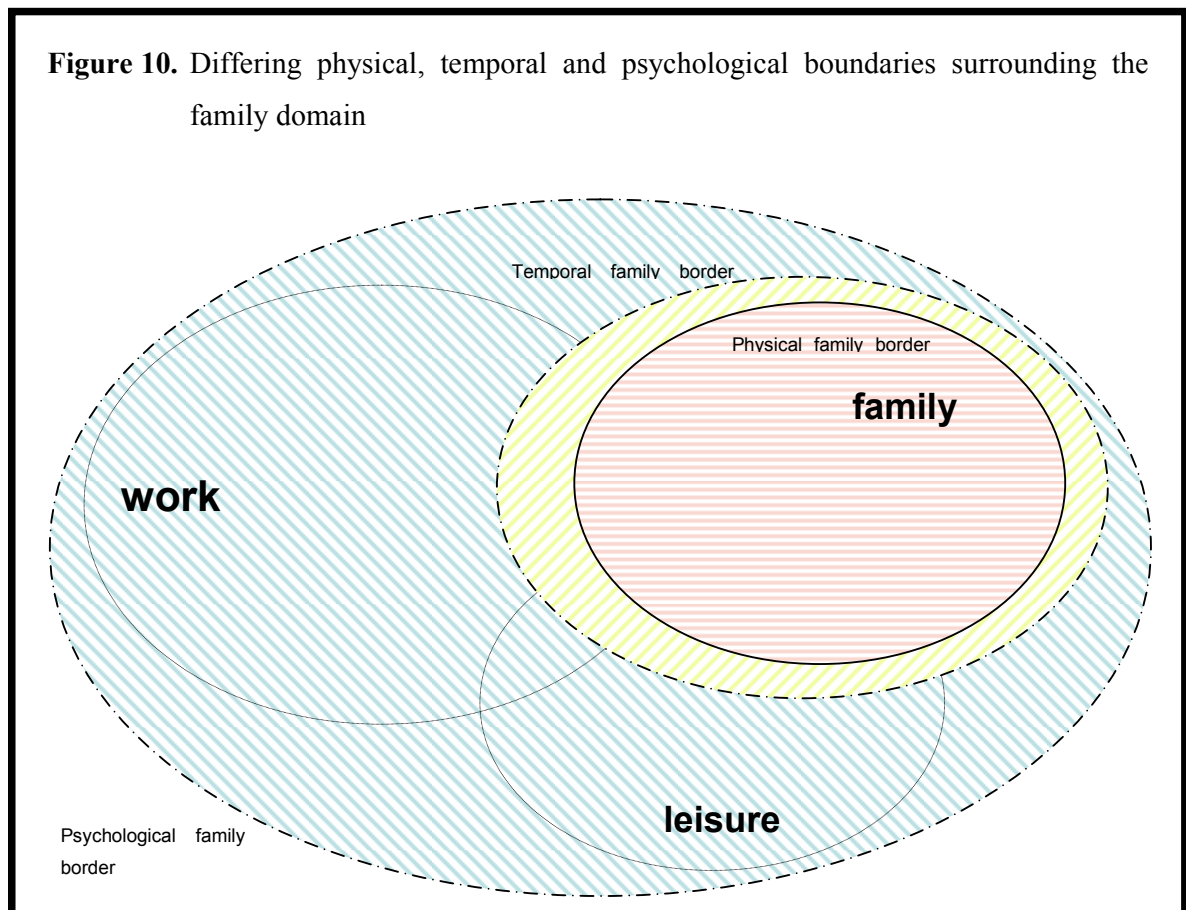 Figure 10. Differing physical, temporal and psychological boundaries surrounding the
family domain
Temporal family border
Physical family border
family
work
leisure
Psychological family
border